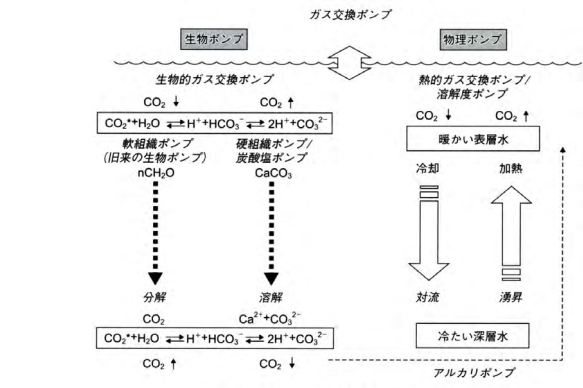 ガス交換ポンプ
生物ポンプ
物理ポンプ
生物的ガス交換ポンプ
CO₂ ↓ CO₂ ↑
CO₂*+H₂O ⇌ H⁺+HCO₃⁻ ⇌ 2H⁺+CO₃²⁻
軟組織ポンプ
(旧来の生物ポンプ)
nCH₂O
硬組織ポンプ/
炭酸塩ポンプ
CaCO₃
分解
溶解
CO₂ Ca²⁺+CO₃²⁻
CO₂*+H₂O ⇌ H⁺+HCO₃⁻ ⇌ 2H⁺+CO₃²⁻
CO₂ ↑ CO₂ ↓
熱的ガス交換ポンプ/
溶解度ポンプ
CO₂ ↓ CO₂ ↑
暖かい表層水
冷却 加熱
対流 湧昇
冷たい深層水
アルカリポンプ